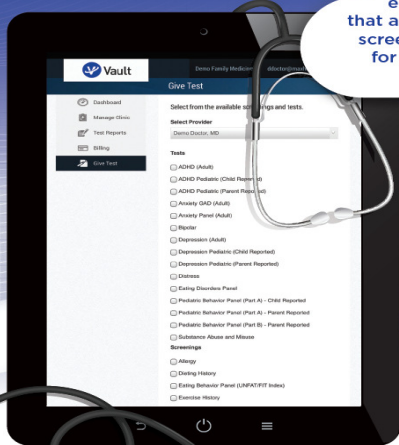 that a
scree
for
Vault
Demo Family Medicine
Give Test
Dashboard
Manage Clinic
Test Reports
Billing
Give Test
Select from the available and tests.
Select Provider
Demo Doctor, MD
Tests
ADHD (Adult)
ADHD Pediatric (Child Reported)
ADHD Pediatric (Parent Reported)
Anxiety GAD (Adult)
Anxiety Panel (Adult)
Bipolar
Depression (Adult)
Depression Pediatric (Child Reported)
Depression Pediatric (Parent Reported)
Distress
Eating Disorders Panel
Pediatric Behavior Panel (Part A) - Child Reported
Pediatric Behavior Panel (Part A) - Parent Reported
Pediatric Behavior Panel (Part B) - Parent Reported
Substance Abuse and Misuse
Screenings
Allergy
Dieting History
Eating Behavior Panel (UNFAT/FIT Index)
Exercise History